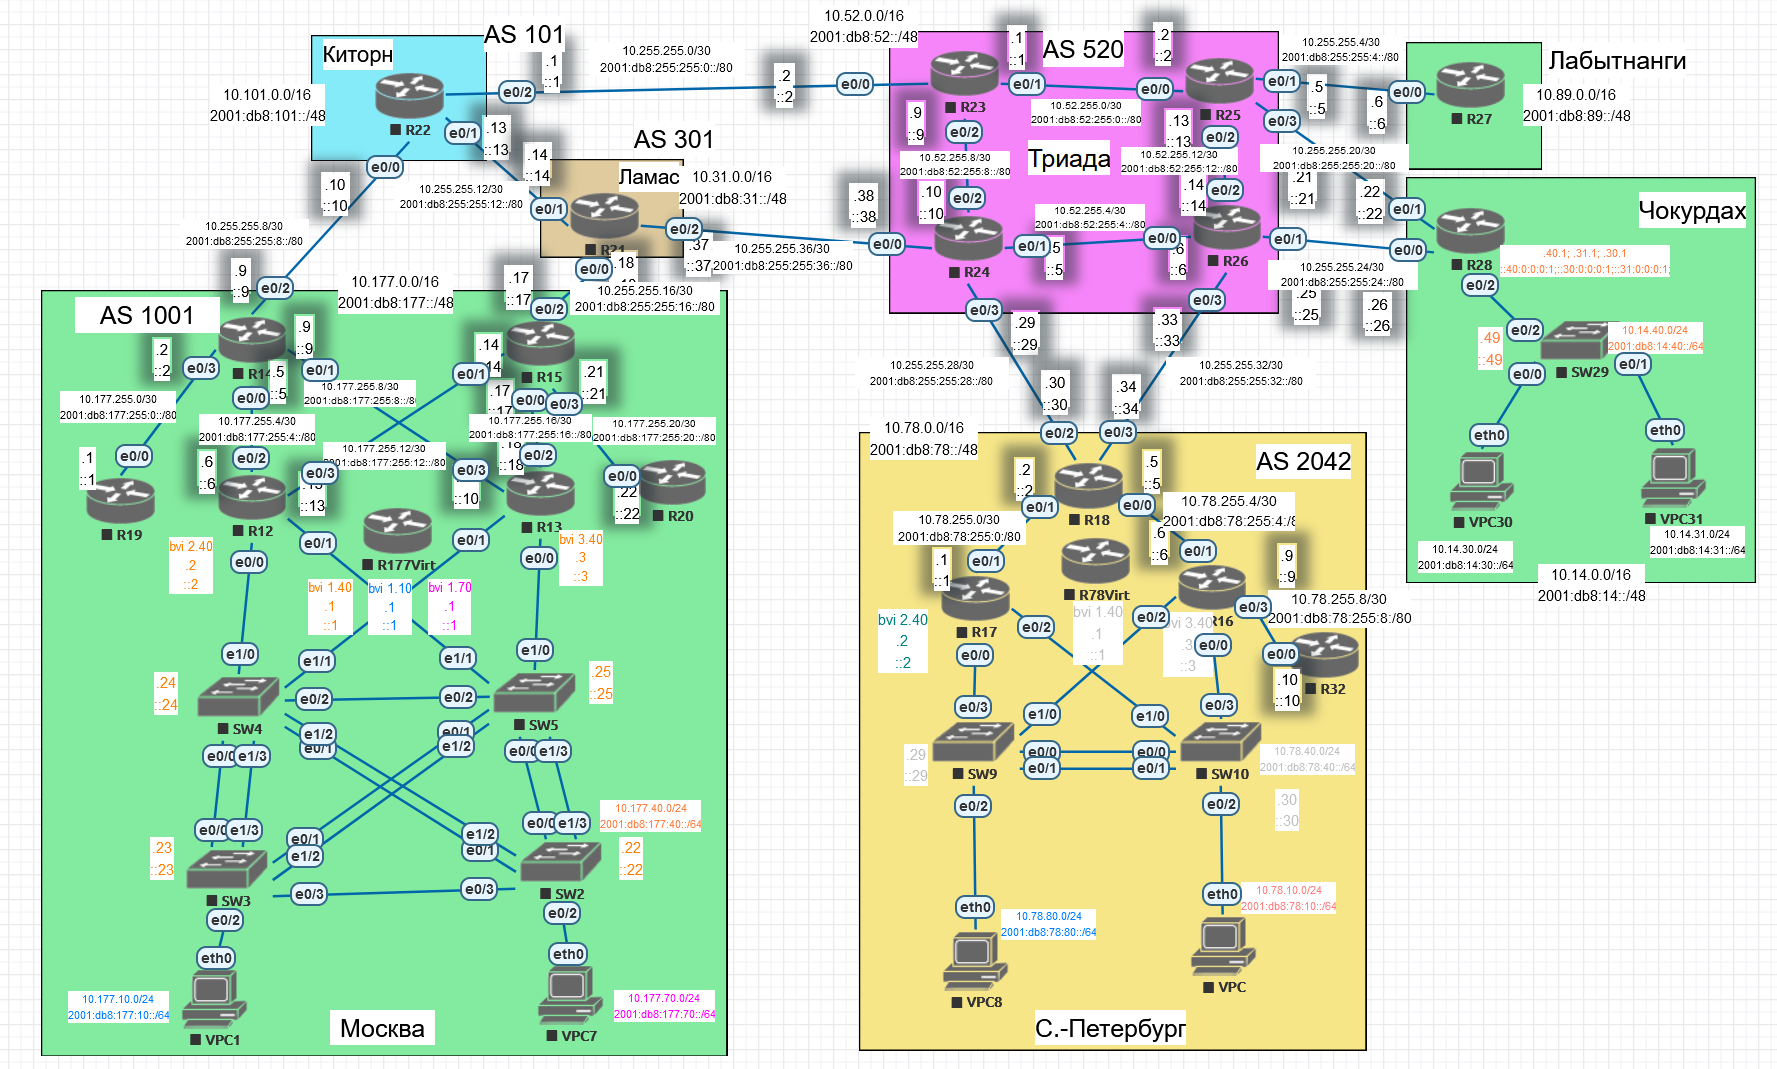 Киторн
AS 101
10.101.0.0/16
2001:db8:101::/48
R22
e0/2
e0/1
e0/0
.1
::1
10.255.255.0/30
2001:db8:255:255:0::/80
.2
::2
e0/0
.13
::13
.14
::14
.10
::10
10.255.255.12/30
2001:db8:255:255:12::/80
AS 301
Ламас
10.31.0.0/16
2001:db8:31::/48
e0/1
e0/2
e0/0
R21
.18
.37
::37
10.255.255.36/30
2001:db8:255:255:36::/80
.38
::38
10.255.255.16/30
2001:db8:255:255:16::/80
10.255.255.8/30
2001:db8:255:255:8::/80
10.52.0.0/16
2001:db8:52::/48
AS 520
Триада
.1
::1
.2
::2
R23
e0/1
e0/0
R25
e0/1
e0/3
e0/2
10.52.255.0/30
2001:db8:52:255:0::/80
.9
::9
e0/2
10.52.255.8/30
2001:db8:52:255:8::/80
.10
::10
e0/2
.13
::13
10.52.255.12/30
2001:db8:52:255:12::/80
.14
::14
e0/2
10.52.255.4/30
2001:db8:52:255:4::/80
e0/0
R24
e0/1
.5
::5
e0/0
.6
::6
R26
e0/1
e0/3
e0/3
10.255.255.4/30
2001:db8:255:255:4::/80
.5
::5
.6
::6
e0/0
R27
Лабытнанги
10.89.0.0/16
2001:db8:89::/48
10.255.255.20/30
2001:db8:255:255:20::/80
.21
::21
.22
::22
10.255.255.24/30
2001:db8:255:255:24::/80
.25
::25
.26
::26
Чокурдах
e0/1
e0/0
R28
e0/2
.40.1; .31.1; .30.1
::40:0:0:0:1;::30:0:0:0:1;::31:0:0:0:1;
e0/2
.49
::49
SW29
10.14.40.0/24
2001:db8:14:40::/64
e0/0
e0/1
eth0
eth0
VPC30
VPC31
10.14.30.0/24
2001:db8:14:30::/64
10.14.31.0/24
2001:db8:14:31::/64
10.14.0.0/16
2001:db8:14::/48
.29
::29
.33
::33
10.255.255.28/30
2001:db8:255:255:28::/80
10.255.255.32/30
2001:db8:255:255:32::/80
.30
::30
.34
::34
AS 1001
10.177.0.0/16
2001:db8:177::/48
.9
::9
e0/2
.17
::17
e0/2
R14
.2
::2
e0/3
.9
::9
e0/1
.5
::5
e0/0
R15
.14
e0/1
.17
e0/0
e0/3
.21
::21
10.177.255.0/30
2001:db8:177:255:0::/80
10.177.255.4/30
2001:db8:177:255:4::/80
10.177.255.8/30
2001:db8:177:255:8::/80
10.177.255.12/30
2001:db8:177:255:12::/80
10.177.255.16/30
2001:db8:177:255:16::/80
10.177.255.20/30
2001:db8:177:255:20::/80
.1
::1
e0/0
R19
.6
::6
e0/2
R12
e0/3
::13
e0/3
.10
::10
::18
e0/2
R13
e0/0
.22
::22
R20
R177Virt
bvi 2.40
.2
::2
e0/0
e0/1
e0/1
e0/0
bvi 3.40
.3
::3
bvi 1.40
.1
::1
bvi 1.10
.1
::1
bvi 1.70
.1
::1
e1/0
e1/1
e1/1
e1/0
.24
::24
SW4
e0/2
e0/2
SW5
.25
::25
e0/0
e1/3
e1/2
e0/1
e0/1
e1/2
e0/0
e1/3
e0/0
e1/3
e0/1
e1/2
e1/2
e0/1
e0/0
e1/3
10.177.40.0/24
2001:db8:177:40::/64
.23
::23
SW3
e0/3
e0/3
SW2
.22
::22
e0/2
e0/2
eth0
eth0
VPC1
VPC7
10.177.10.0/24
2001:db8:177:10::/64
10.177.70.0/24
2001:db8:177:70::/64
Москва
10.78.0.0/16
2001:db8:78::/48
AS 2042
e0/2
e0/3
R18
.2
::2
e0/1
.5
::5
e0/0
10.78.255.0/30
2001:db8:78:255:0::/80
10.78.255.4/30
2001:db8:78:255:4::/8
.1
::1
e0/1
R17
R78Virt
.6
::6
e0/1
R16
.9
::9
e0/3
10.78.255.8/30
2001:db8:78:255:8::/80
e0/0
.10
::10
R32
bvi 2.40
.2
::2
bvi 1.40
.1
::1
bvi 3.40
.3
::3
e0/0
e0/2
e0/2
e0/0
e0/3
e1/0
e1/0
e0/3
SW9
SW10
e0/0
e0/0
e0/1
e0/1
.29
::29
10.78.40.0/24
2001:db8:78:40::/64
.30
::30
e0/2
e0/2
eth0
eth0
10.78.80.0/24
2001:db8:78:80::/64
10.78.10.0/24
2001:db8:78:10::/64
VPC8
VPC
С.-Петербург